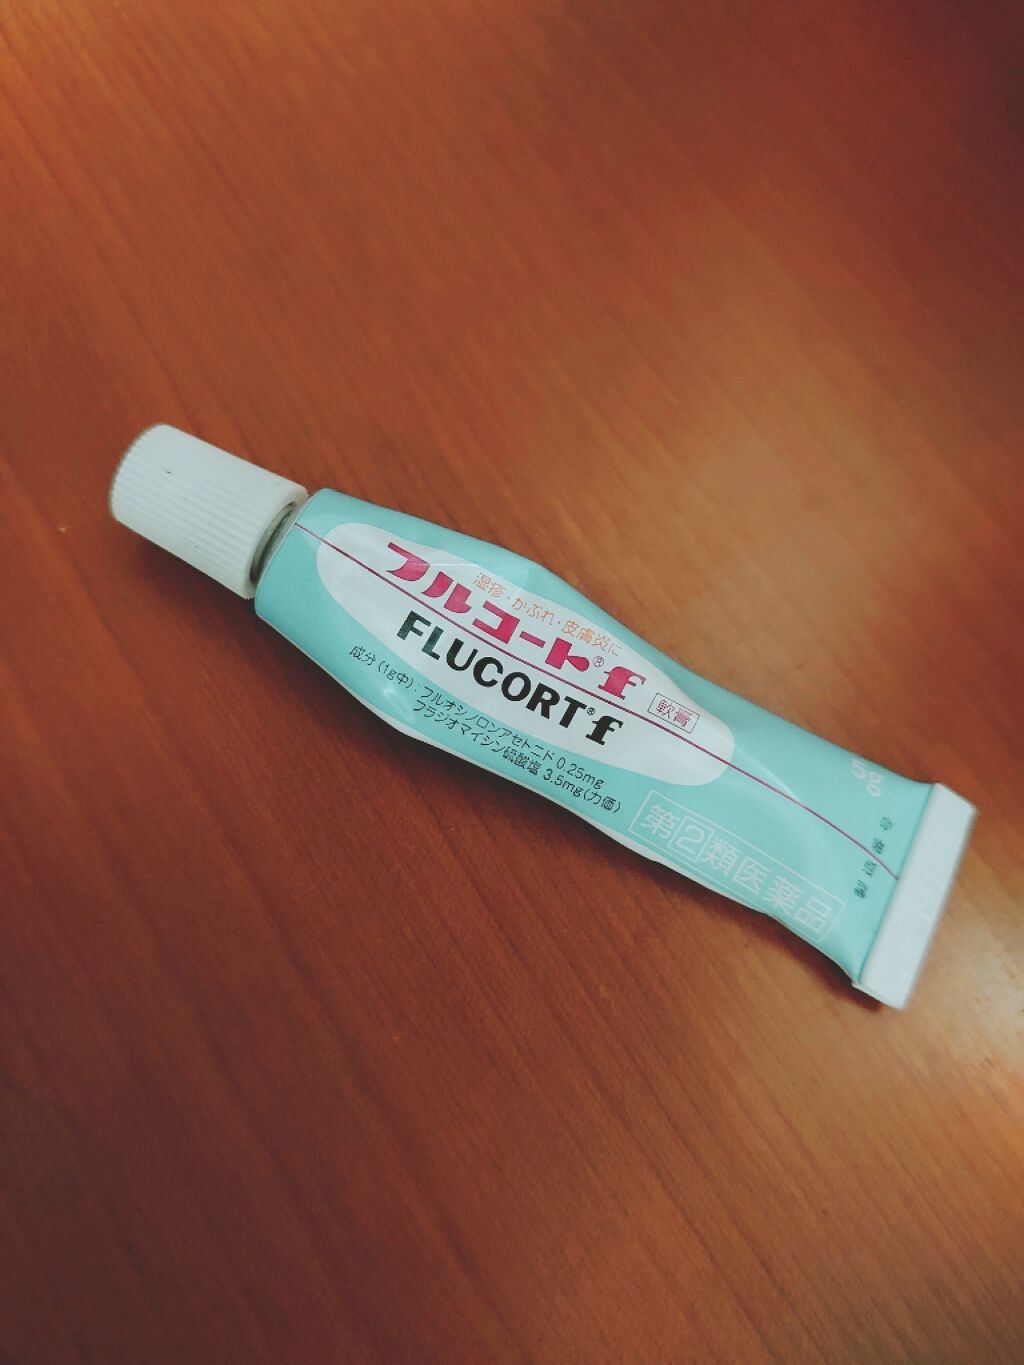 湿疹・かぶれ・皮膚炎に
フルコート®f
軟膏
FLUCORT®f
成分(1g中):フルオシノロンアセトニド 0.25mg
フラジオマイシン硫酸塩 3.5mg(力価)
第②類医薬品
5g